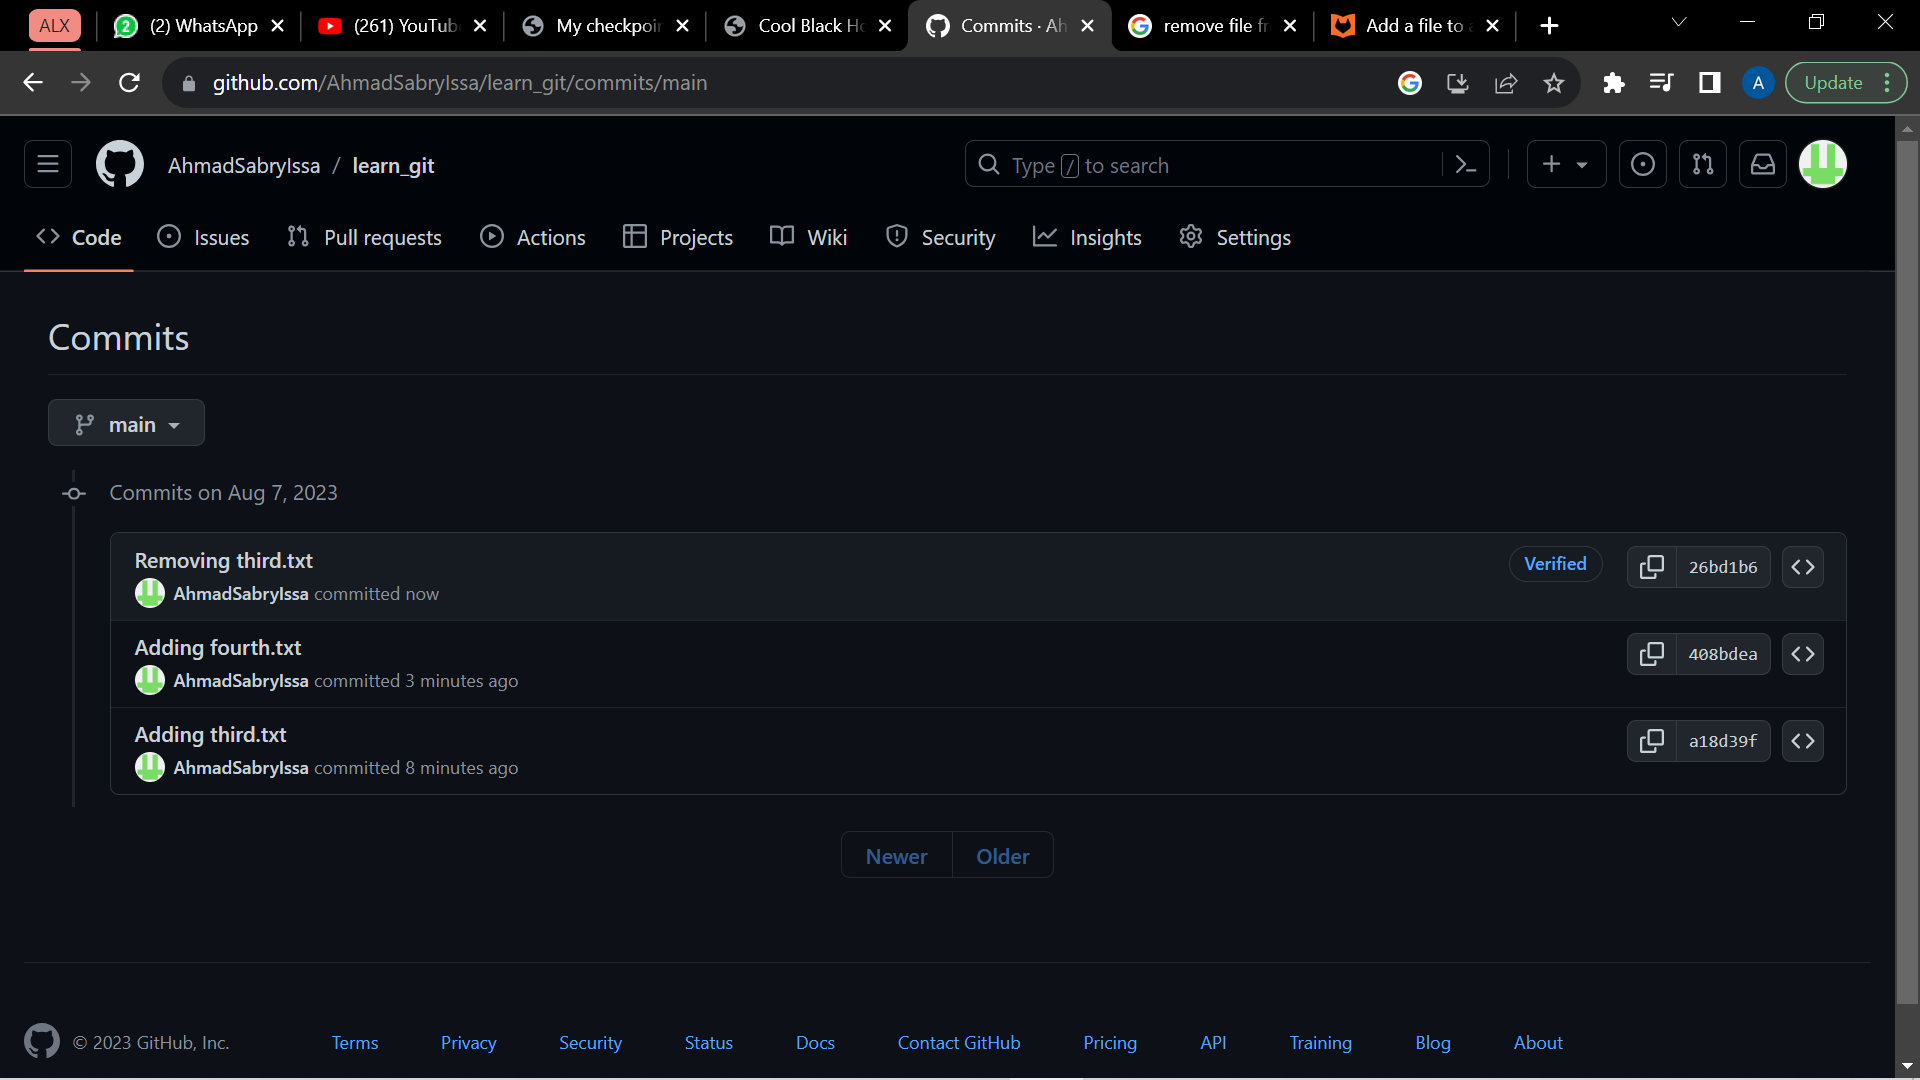 ALX
2 (2) WhatsApp
(261) YouTub
My checkpoin
Cool Black Ho
Commits · Ah
remove file fr
Add a file to a
github.com/AhmadSabryIssa/learn_git/commits/main
A
Update
AhmadSabryIssa / learn_git
Type / to search
Code
Issues
Pull requests
Actions
Projects
Wiki
Security
Insights
Settings
Commits
main
Commits on Aug 7, 2023
Removing third.txt
AhmadSabryIssa committed now
Verified
26bd1b6
Adding fourth.txt
AhmadSabryIssa committed 3 minutes ago
408bdea
Adding third.txt
AhmadSabryIssa committed 8 minutes ago
a18d39f
Newer
Older
© 2023 GitHub, Inc.
Terms
Privacy
Security
Status
Docs
Contact GitHub
Pricing
API
Training
Blog
About